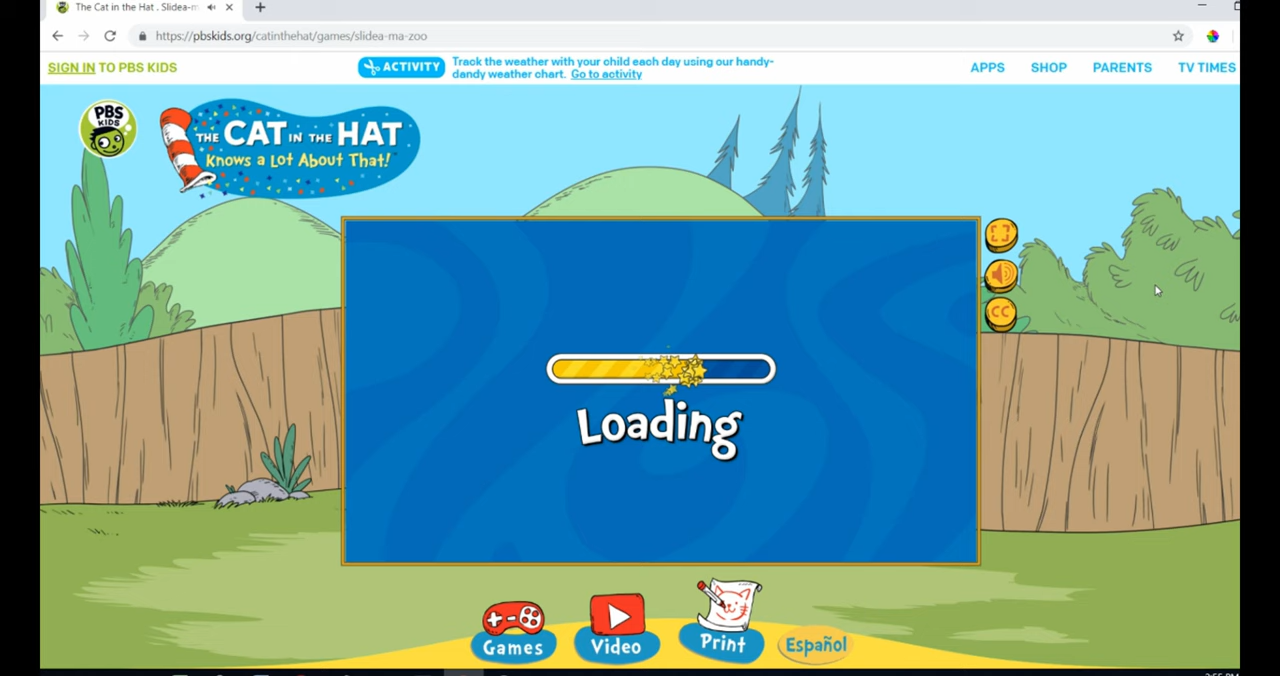 The Cat in the Hat . Slidea-m
https://pbskids.org/catinthehat/games/slidea-ma-zoo
SIGN IN TO PBS KIDS
ACTIVITY
Track the weather with your child each day using our handy-
dandy weather chart. Go to activity
APPS SHOP PARENTS TV TIMES
PBS
KIDS
THE CAT IN THE HAT
Knows a Lot About That!
CC
Loading
Games
Video
Print
Español